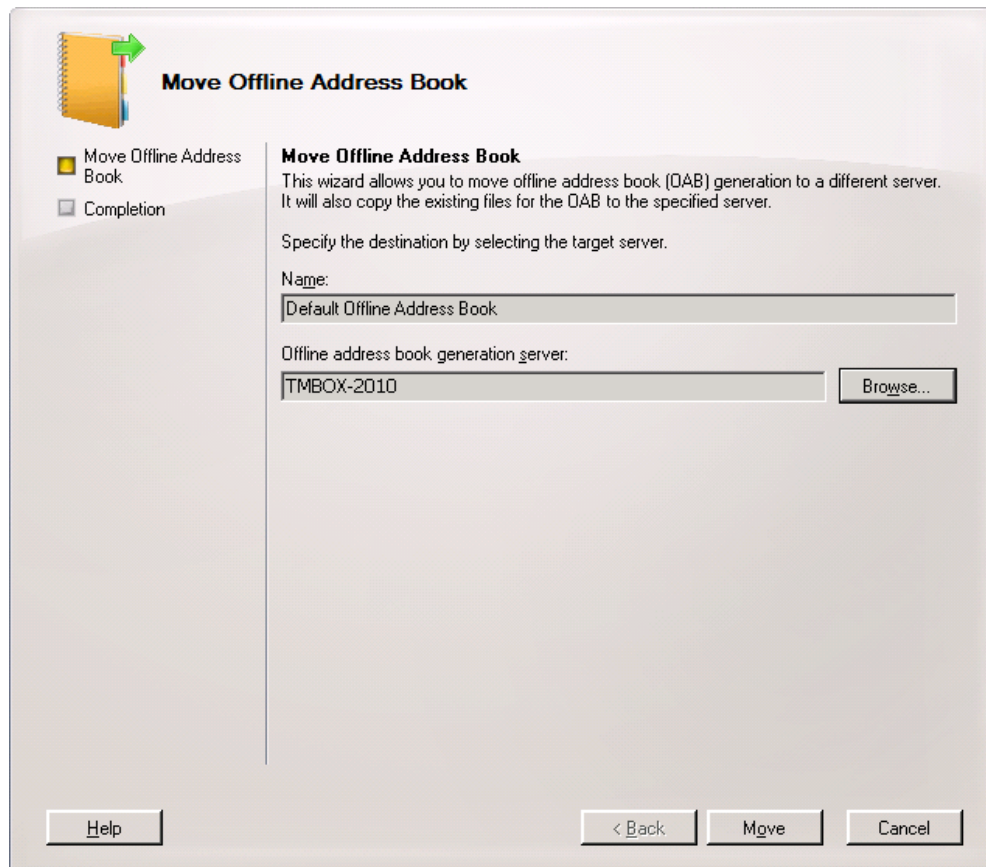 Move Offline Address Book
Move Offline Address
Book
Completion
Move Offline Address Book
This wizard allows you to move offline address book (OAB) generation to a different server.
It will also copy the existing files for the OAB to the specified server.
Specify the destination by selecting the target server.
Name:
Default Offline Address Book
Offline address book generation server:
TMBOX-2010
Browse...
Help
< Back
Move
Cancel